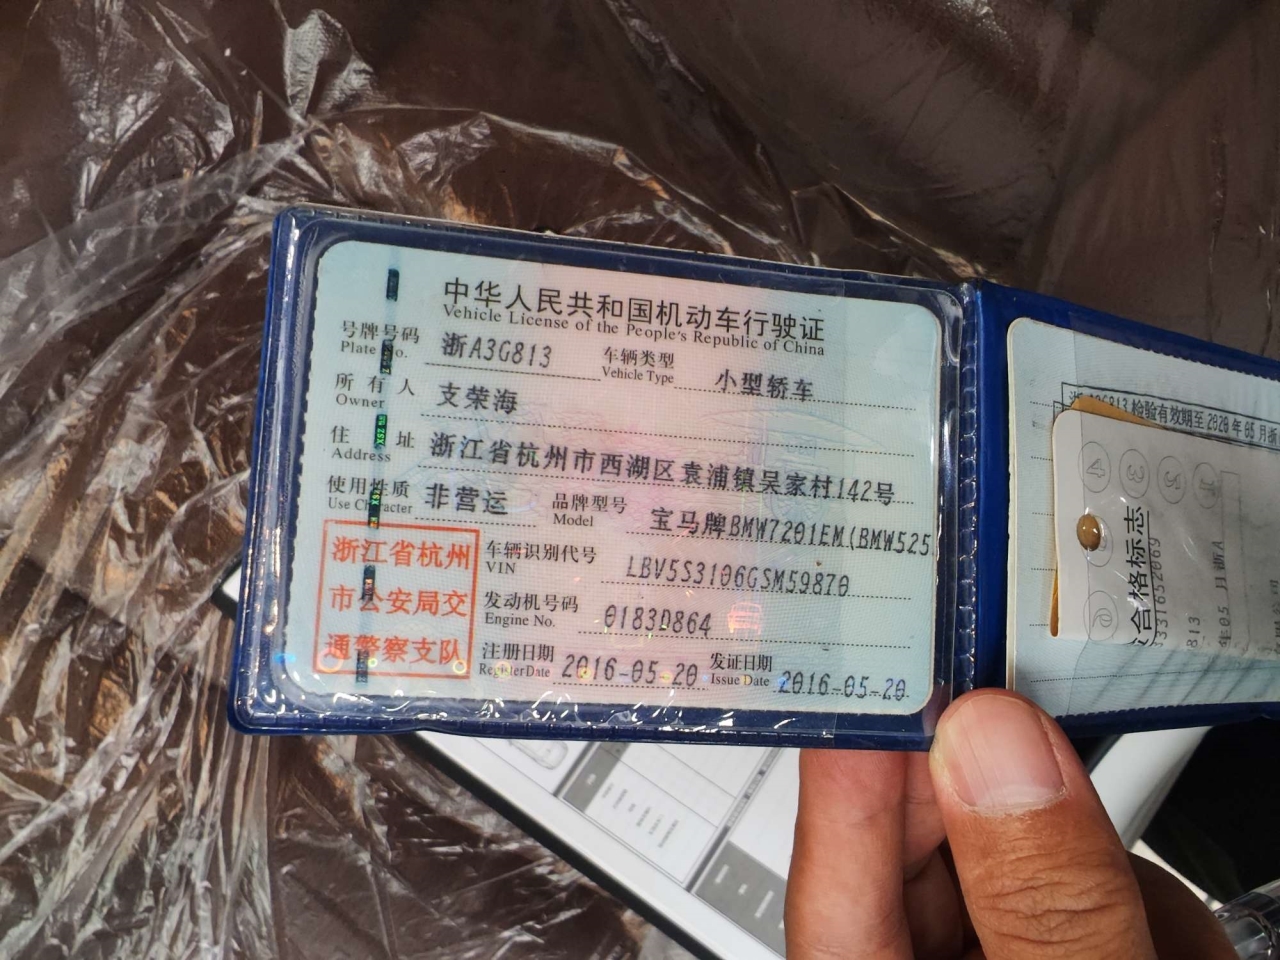 中华人民共和国机动车行驶证
Vehicle License of the People's Republic of China
号牌号码 浙A3G813 车辆类型 小型轿车
Plate No. Vehicle Type
所有人 支荣海
Owner
住址 浙江省杭州市西湖区袁浦镇吴家村142号
Address
使用性质 非营运 品牌型号 宝马牌BMW7201EM(BMW525
Use Character Model
浙江省杭州
市公安局交
通警察支队
车辆识别代号 LBV5S3106GSM59870
VIN
发动机号码 0183D864
Engine No.
注册日期 2016-05-20 发证日期 2016-05-20
Register Date Issue Date
检验有效期至2020年05月浙
合格标志